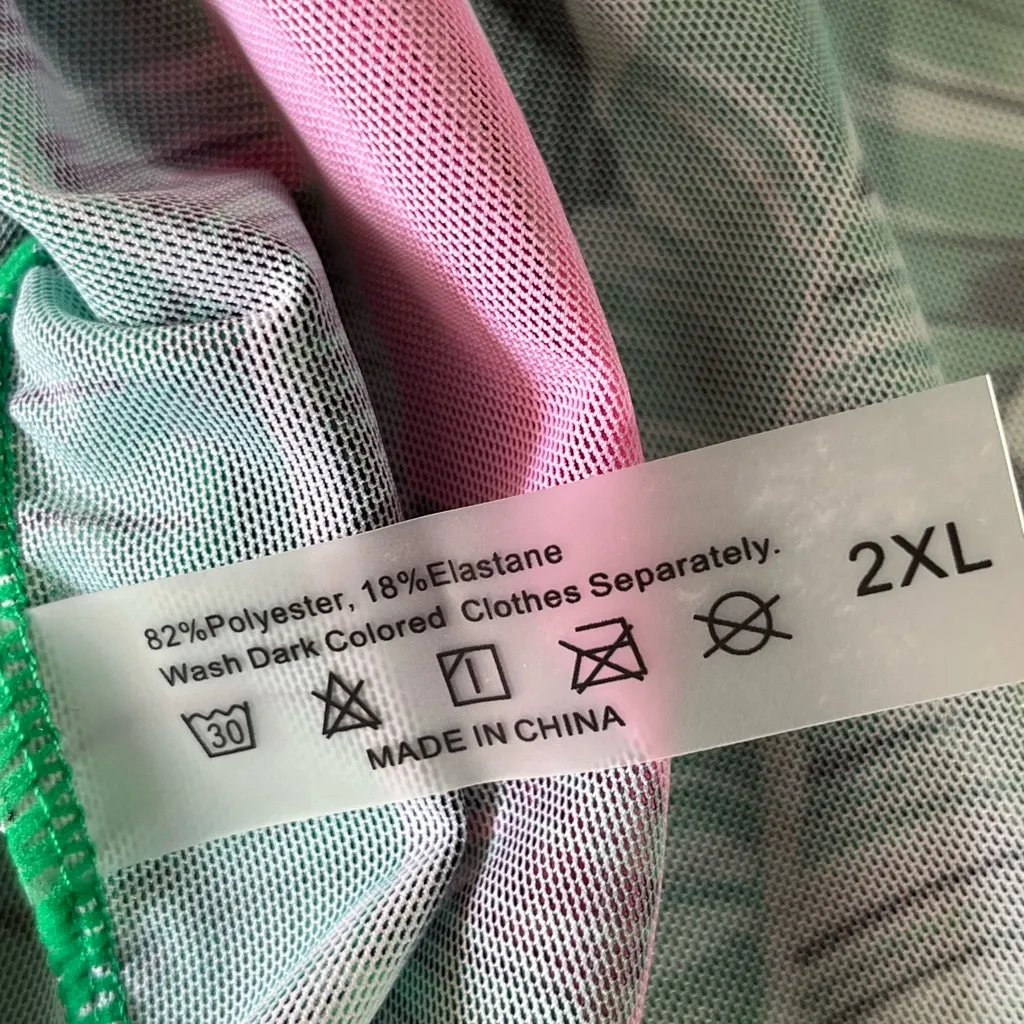 82%Polyester, 18%Elastane
Wash Dark Colored Clothes Separately.
2XL
30
MADE IN CHINA